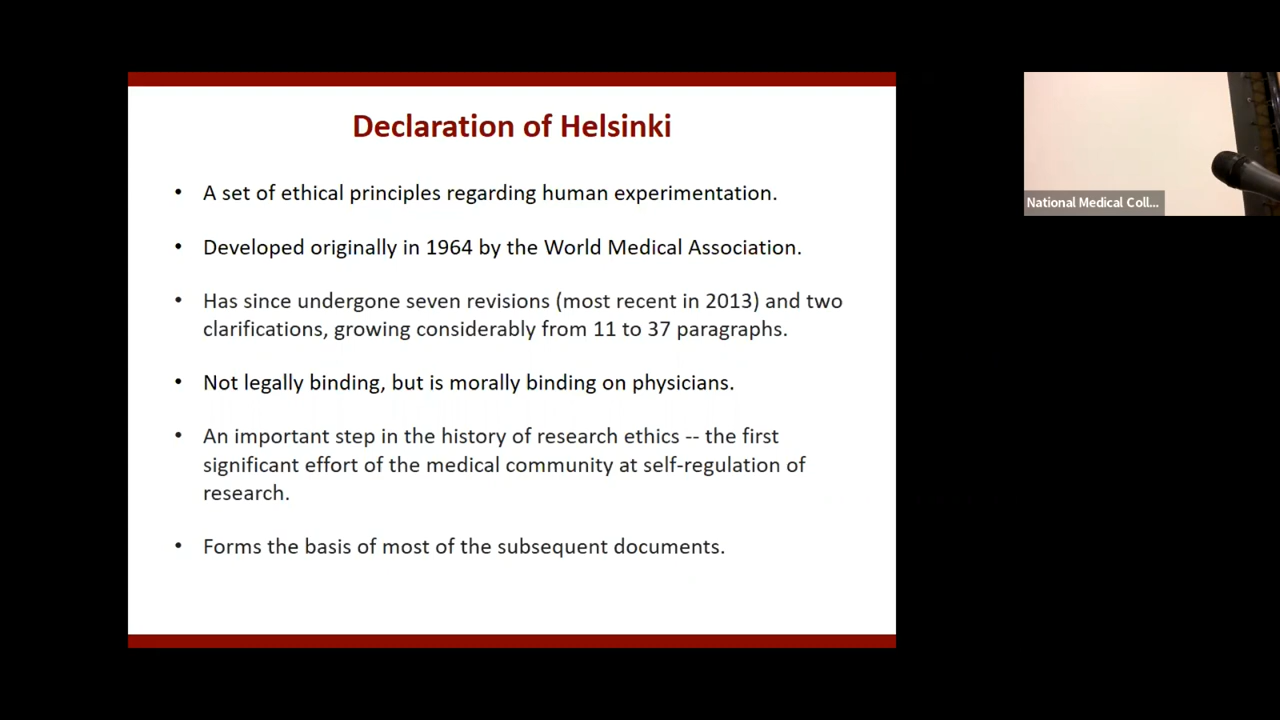 Declaration of Helsinki
• A set of ethical principles regarding human experimentation.
• Developed originally in 1964 by the World Medical Association.
• Has since undergone seven revisions (most recent in 2013) and two
clarifications, growing considerably from 11 to 37 paragraphs.
• Not legally binding, but is morally binding on physicians.
• An important step in the history of research ethics -- the first
significant effort of the medical community at self-regulation of
research.
• Forms the basis of most of the subsequent documents.
National Medical Coll...